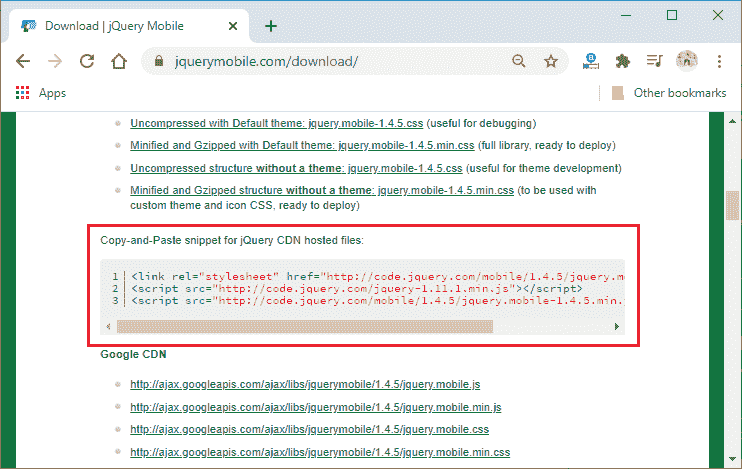 Download | jQuery Mobile
jquerymobile.com/download/
Apps
Other bookmarks
Uncompressed with Default theme: jquery.mobile-1.4.5.css (useful for debugging)
Minified and Gzipped with Default theme: jquery.mobile-1.4.5.min.css (full library, ready to deploy)
Uncompressed structure without a theme: jquery.mobile-1.4.5.css (useful for theme development)
Minified and Gzipped structure without a theme: jquery.mobile-1.4.5.min.css (to be used with
custom theme and icon CSS, ready to deploy)
Copy-and-Paste snippet for jQuery CDN hosted files:
1 <link rel="stylesheet" href="http://code.jquery.com/mobile/1.4.5/jquery.m
2 <script src="http://code.jquery.com/jquery-1.11.1.min.js"></script>
3 <script src="http://code.jquery.com/mobile/1.4.5/jquery.mobile-1.4.5.min.
Google CDN
http://ajax.googleapis.com/ajax/libs/jquerymobile/1.4.5/jquery.mobile.js
http://ajax.googleapis.com/ajax/libs/jquerymobile/1.4.5/jquery.mobile.min.js
http://ajax.googleapis.com/ajax/libs/jquerymobile/1.4.5/jquery.mobile.css
http://ajax.googleapis.com/ajax/libs/jquerymobile/1.4.5/jquery.mobile.min.css